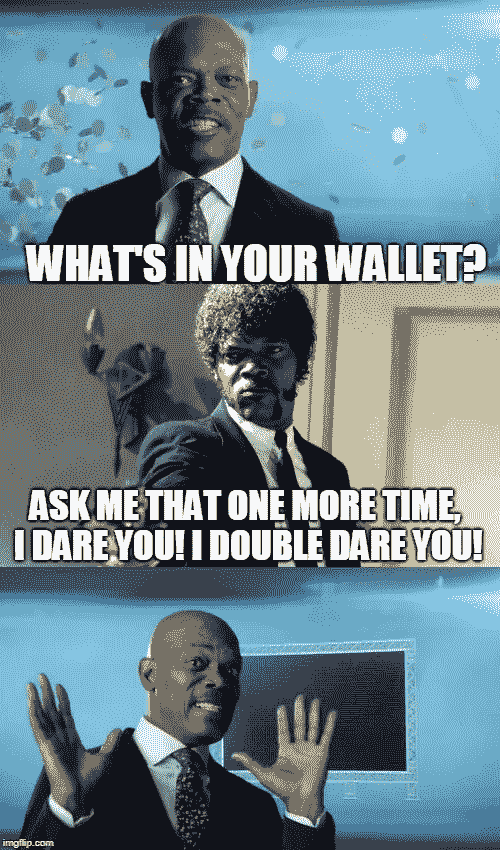 WHAT'S IN YOUR WALLET?
ASK ME THAT ONE MORE TIME,
I DARE YOU! I DOUBLE DARE YOU!
imgflip.com